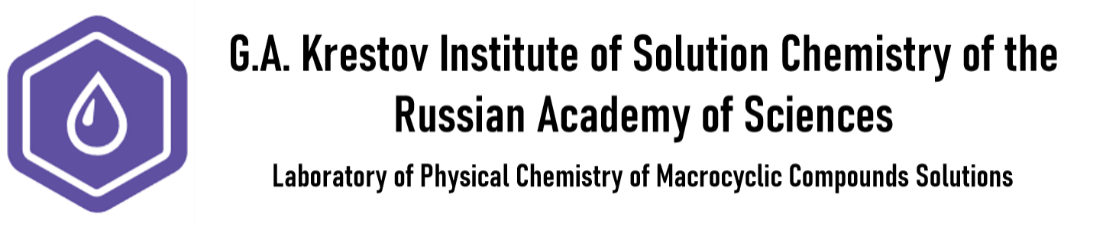 G.A. Krestov Institute of Solution Chemistry of the
Russian Academy of Sciences
Laboratory of Physical Chemistry of Macrocyclic Compounds Solutions